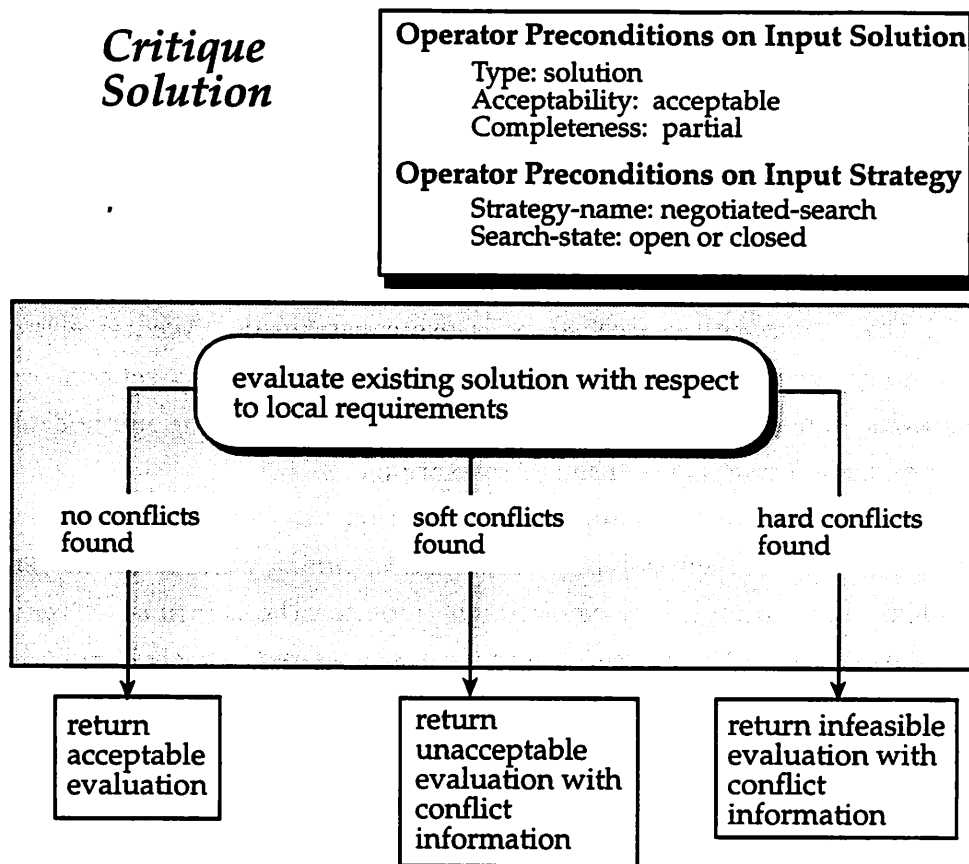 Critique
Solution
Operator Preconditions on Input Solution
Type: solution
Acceptability: acceptable
Completeness: partial
Operator Preconditions on Input Strategy
Strategy-name: negotiated-search
Search-state: open or closed
evaluate existing solution with respect
to local requirements
no conflicts
found
soft conflicts
found
hard conflicts
found
return
acceptable
evaluation
return
unacceptable
evaluation with
conflict
information
return infeasible
evaluation with
conflict
information